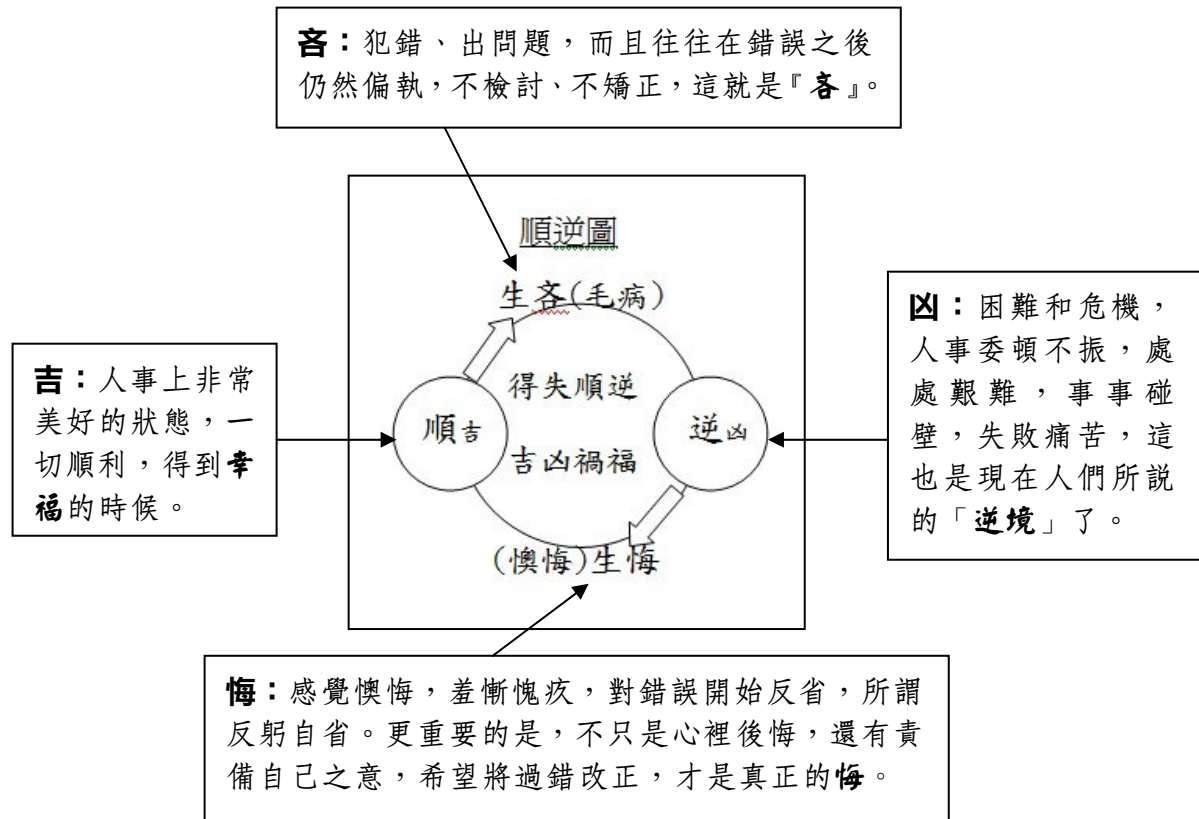 吝：犯錯、出問題，而且往往在錯誤之後
仍然偏執，不檢討、不矯正，這就是『吝』。
順逆圖
生吝(毛病)
得失順逆
順吉
逆凶
吉凶禍福
(懊悔)生悔
吉：人事上非常
美好的狀態，一
切順利，得到幸
福的時候。
凶：困難和危機，
人事委頓不振，處
處艱難，事事碰
壁，失敗痛苦，這
也是現在人們所說
的「逆境」了。
悔：感覺懊悔，羞慚愧疚，對錯誤開始反省，所謂
反躬自省。更重要的是，不只是心裡後悔，還有責
備自己之意，希望將過錯改正，才是真正的悔。